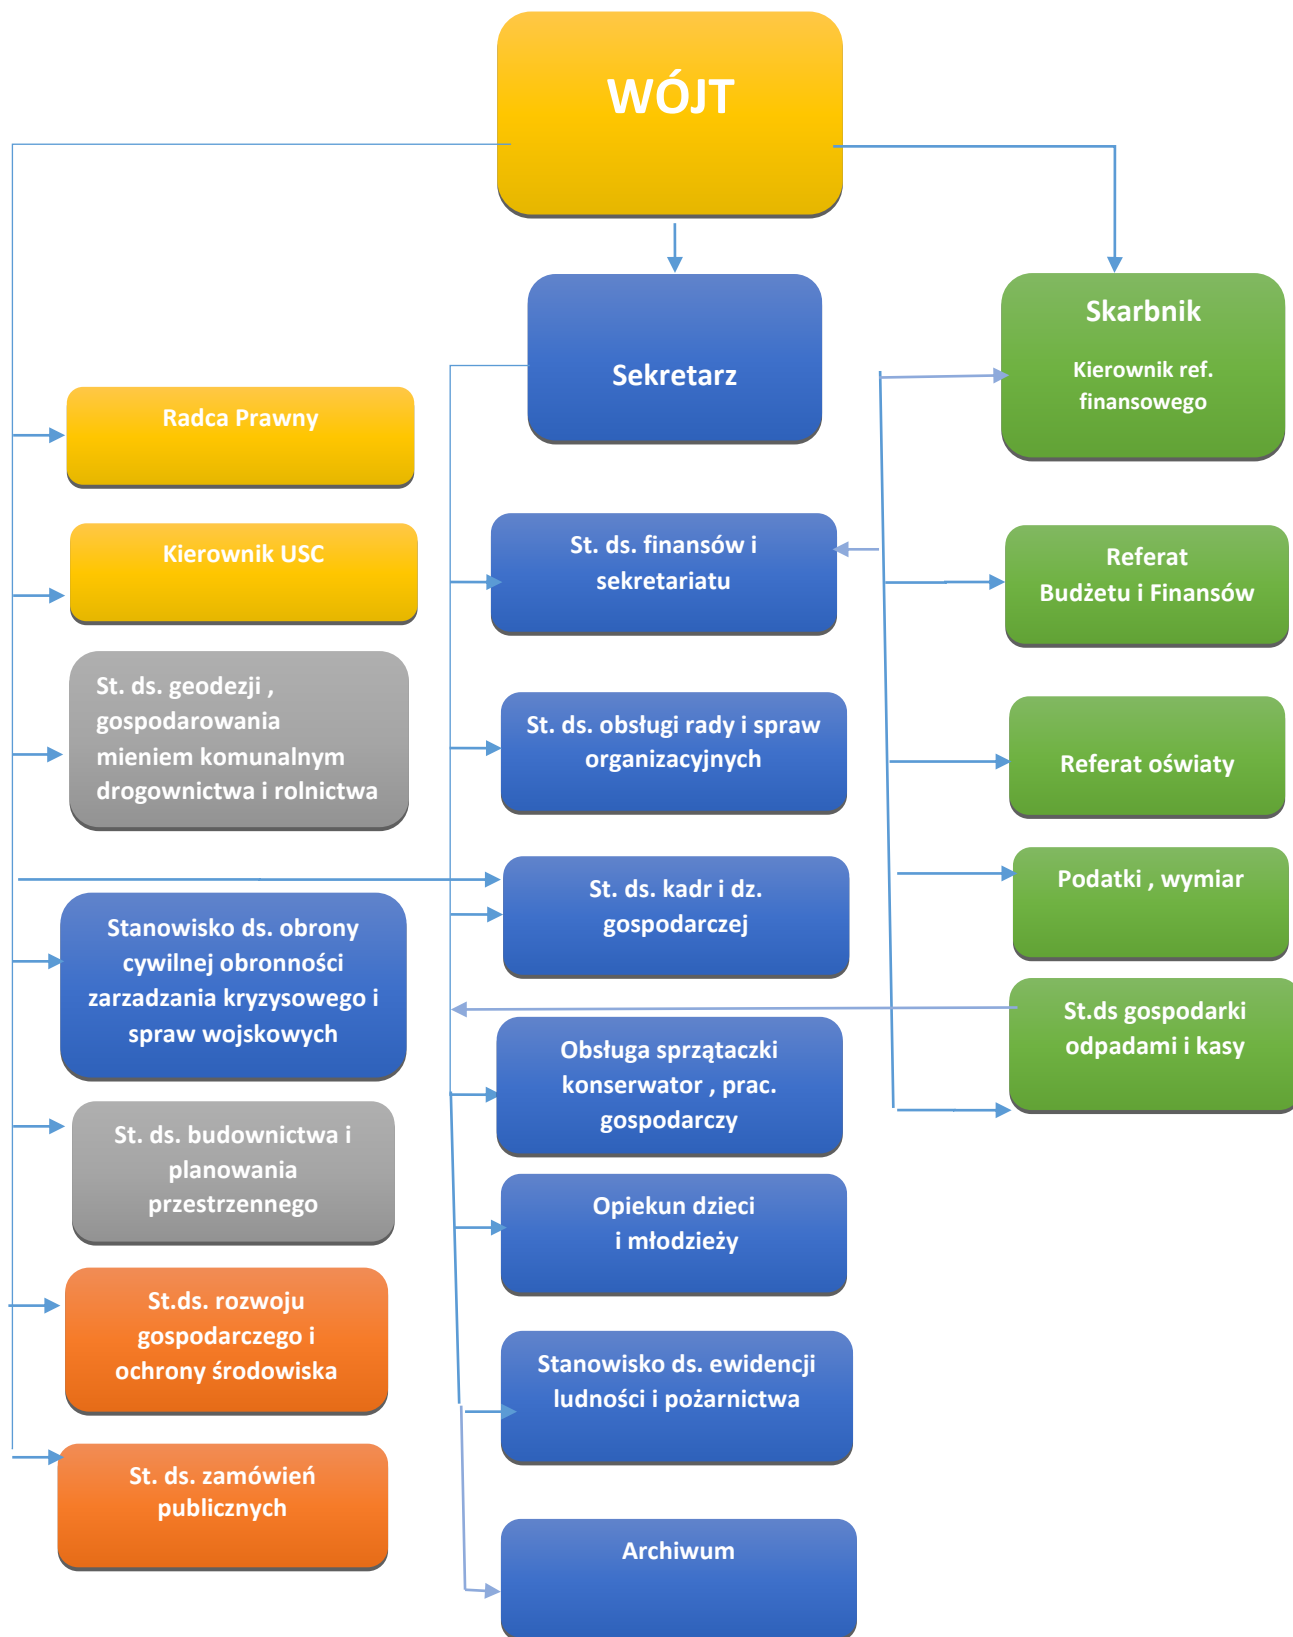 WÓJT
Sekretarz
Skarbnik
Kierownik ref.
finansowego
Radca Prawny
Kierownik USC
St. ds. geodezji ,
gospodarowania
mieniem komunalnym
drogownictwa i rolnictwa
Stanowisko ds. obrony
cywilnej obronności
zarzadzania kryzysowego i
spraw wojskowych
St. ds. budownictwa i
planowania
przestrzennego
St.ds. rozwoju
gospodarczego i
ochrony środowiska
St. ds. zamówień
publicznych
St. ds. finansów i
sekretariatu
St. ds. obsługi rady i spraw
organizacyjnych
St. ds. kadr i dz.
gospodarczej
Obsługa sprzątaczki
konserwator , prac.
gospodarczy
Opiekun dzieci
i młodzieży
Stanowisko ds. ewidencji
ludności i pożarnictwa
Archiwum
Referat
Budżetu i Finansów
Referat oświaty
Podatki , wymiar
St.ds gospodarki
odpadami i kasy